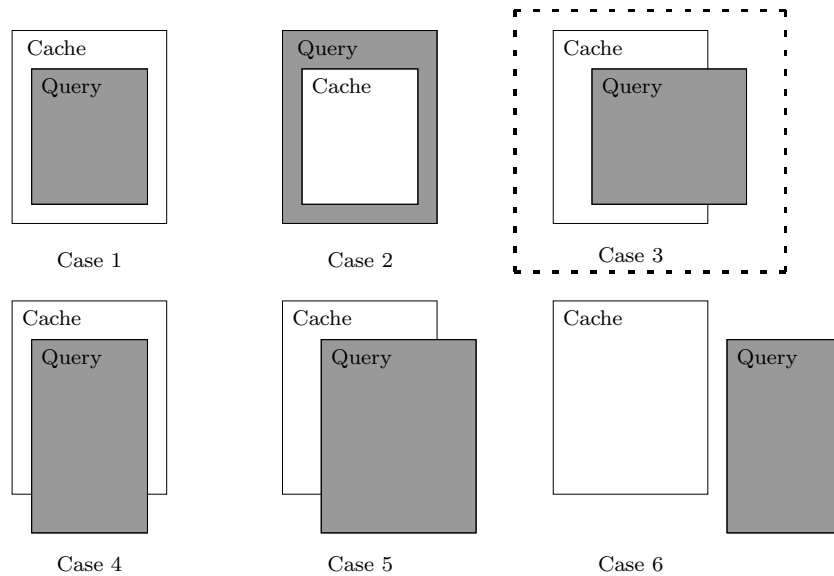 Cache
Query
Case 1
Query
Cache
Case 2
Cache
Query
Case 3
Cache
Query
Case 4
Cache
Query
Case 5
Cache
Query
Case 6